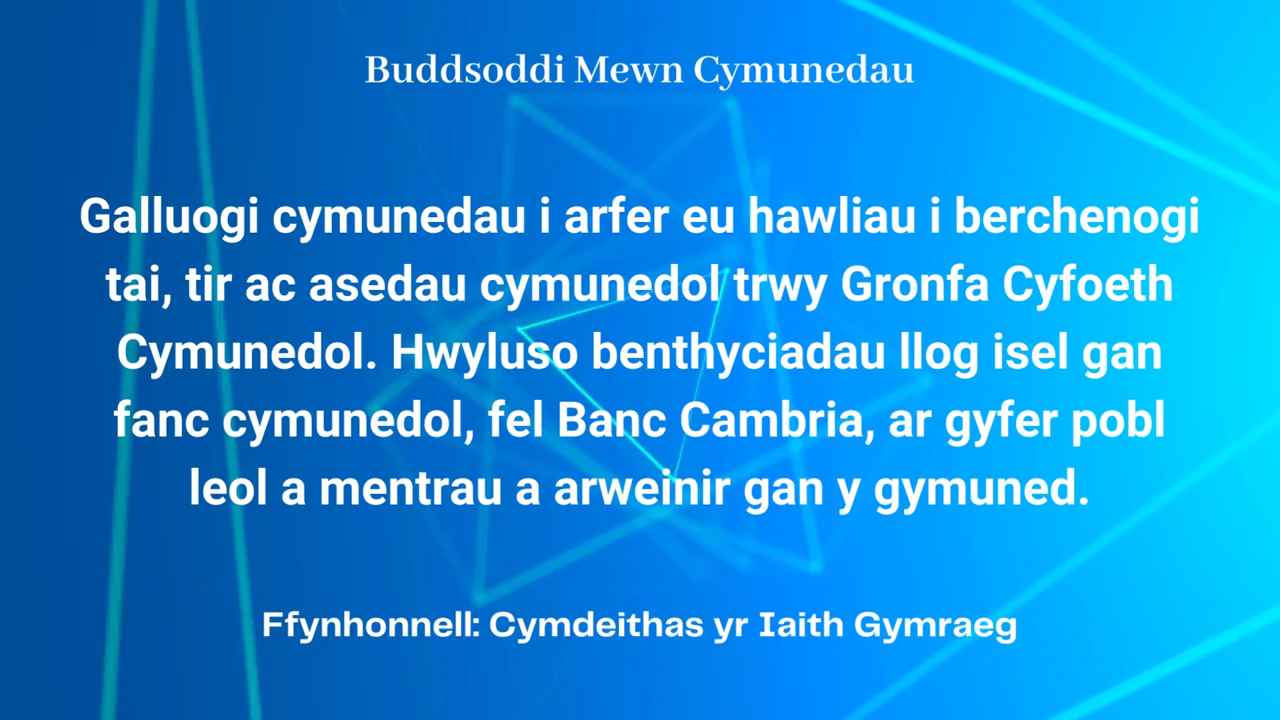 Buddsoddi Mewn Cymunedau
Galluogi cymunedau i arfer eu hawliau i berchenogi
tai, tir ac asedau cymunedol trwy Gronfa Cyfoeth
Cymunedol. Hwyluso benthyciadau llog isel gan
fanc cymunedol, fel Banc Cambria, ar gyfer pobl
leol a mentrau a arweinir gan y gymuned.
Ffynhonnell: Cymdeithas yr Iaith Gymraeg